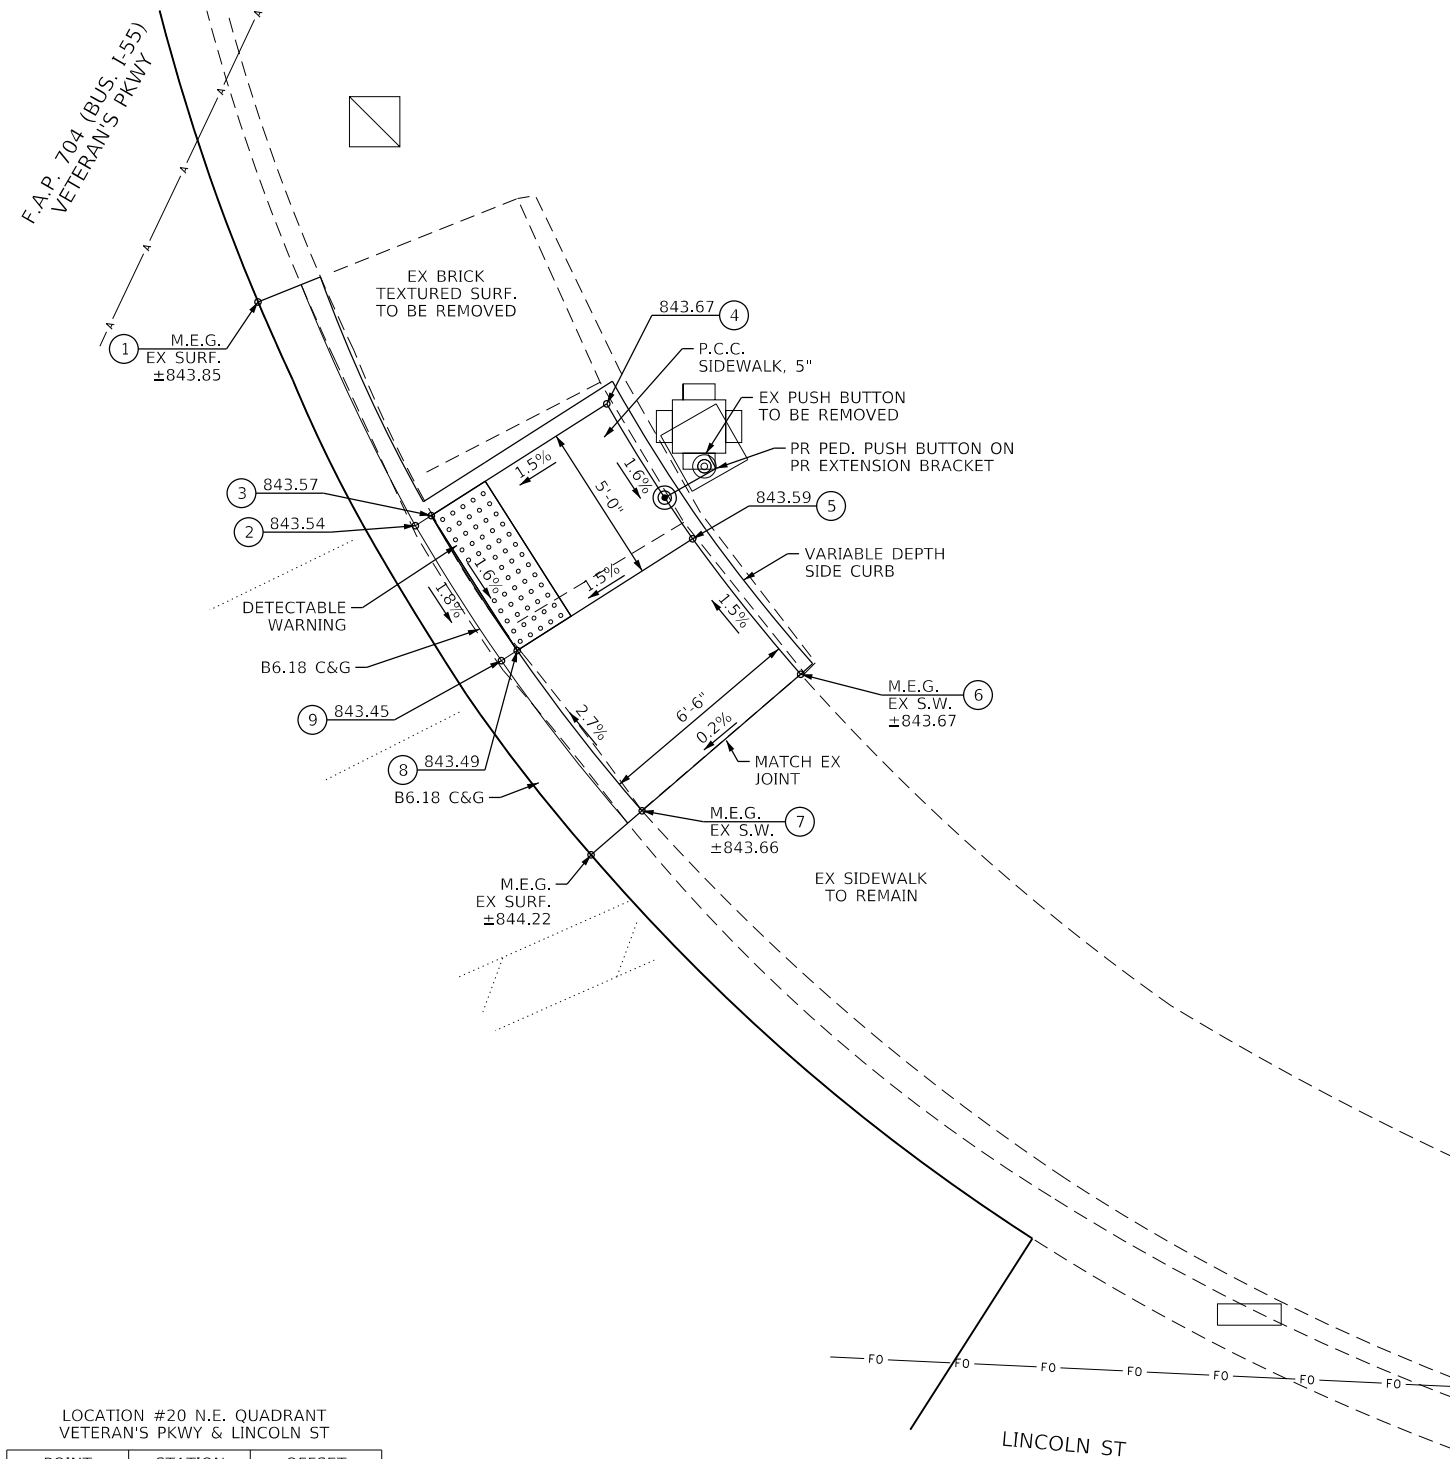 F.A.P. 704 (BUS. I-55)
VETERAN'S PKWY
A
A
A
A
A
EX BRICK
TEXTURED SURF.
TO BE REMOVED
843.67 4
1 M.E.G.
EX SURF.
±843.85
P.C.C.
SIDEWALK, 5"
EX PUSH BUTTON
TO BE REMOVED
PR PED. PUSH BUTTON ON
PR EXTENSION BRACKET
1.5%
1.6%
5'-0"
3 843.57
2 843.54
843.59 5
VARIABLE DEPTH
SIDE CURB
1.6%
1.8%
1.5%
1.5%
DETECTABLE
WARNING
B6.18 C&G
M.E.G.
EX S.W.
±843.67
6
9 843.45
6'-6"
2.7%
0.2%
8 843.49
MATCH EX
JOINT
B6.18 C&G
M.E.G.
EX S.W.
±843.66
7
M.E.G.
EX SURF.
±844.22
EX SIDEWALK
TO REMAIN
FO FO FO FO FO FO FO
LOCATION #20 N.E. QUADRANT
VETERAN'S PKWY & LINCOLN ST
LINCOLN ST
POINT STATION OFFSET